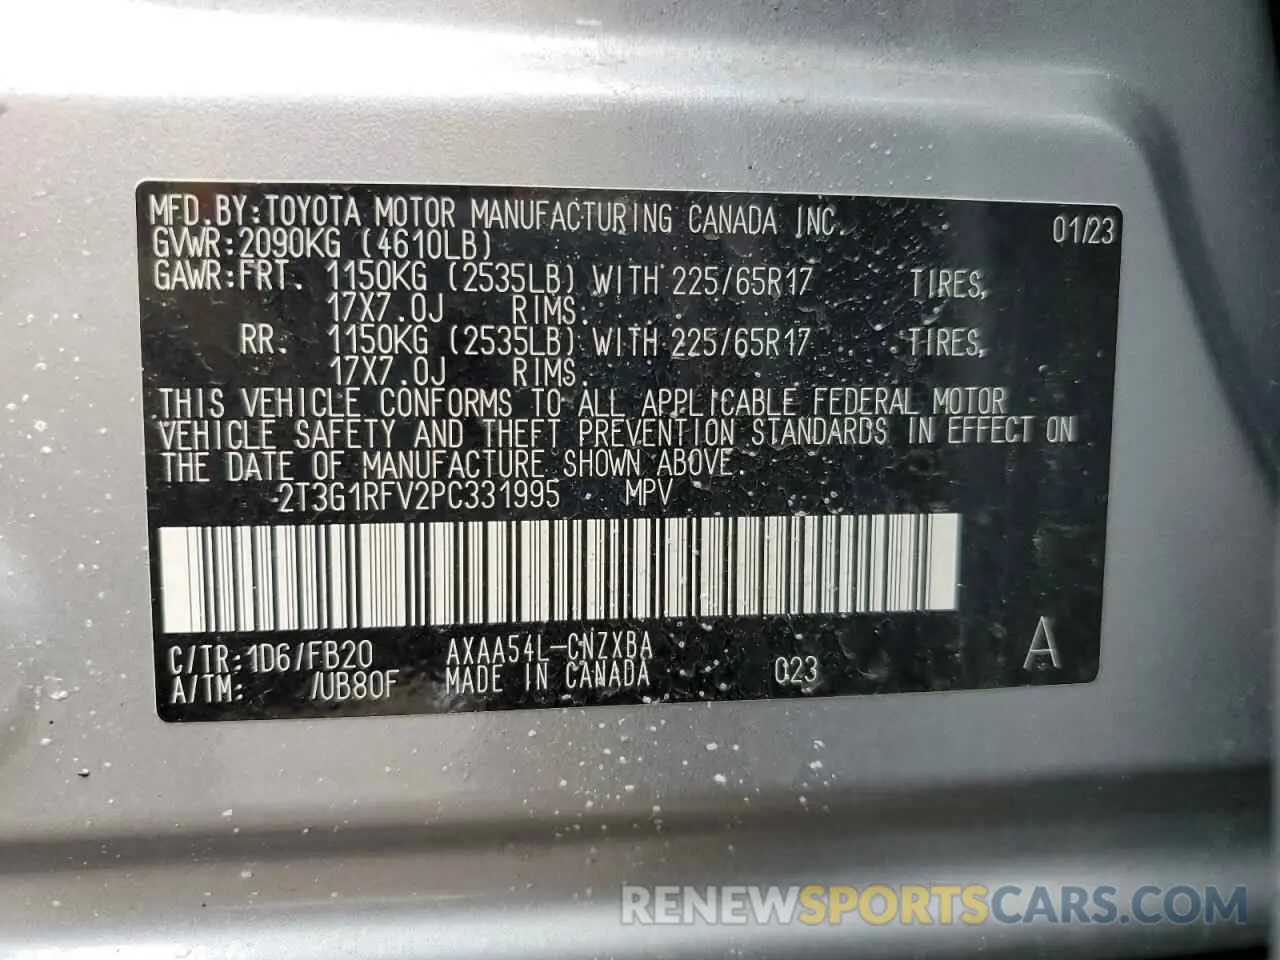 MFD.BY:TOYOTA MOTOR MANUFACTURING CANADA INC. 01/23
GVWR:2090KG (4610LB)
GAWR:FRT. 1150KG (2535LB) WITH 225/65R17 TIRES,
17X7.0J RIMS.
RR. 1150KG (2535LB) WITH 225/65R17 TIRES,
17X7.0J RIMS.
THIS VEHICLE CONFORMS TO ALL APPLICABLE FEDERAL MOTOR
VEHICLE SAFETY AND THEFT PREVENTION STANDARDS IN EFFECT ON
THE DATE OF MANUFACTURE SHOWN ABOVE.
2T3G1RFV2PC331995 MPV
C/TR:1D6/FB20 AXAA54L-CNZXBA A
A/TM: /UB80F MADE IN CANADA 023
RENEWSPORTSCARS.COM